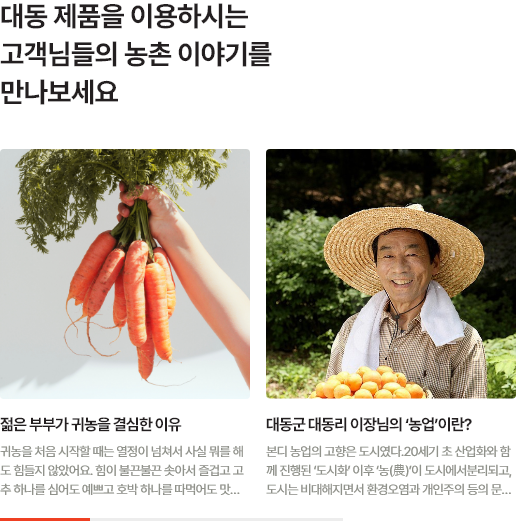 대동 제품을 이용하시는
고객님들의 농촌 이야기를
만나보세요
젊은 부부가 귀농을 결심한 이유
귀농을 처음 시작할 때는 열정이 넘쳐서 사실 뭐를 해
도 힘들지 않았어요. 힘이 불끈불끈 솟아서 즐겁고 고
추 하나를 심어도 예쁘고 호박 하나를 따먹어도 맛...
대동군 대동리 이장님의 ‘농업’이란?
본디 농업의 고향은 도시였다.20세기 초 산업화와 함
께 진행된 ‘도시화’ 이후 ‘농(農)’이 도시에서분리되고,
도시는 비대해지면서 환경오염과 개인주의 등의 문...